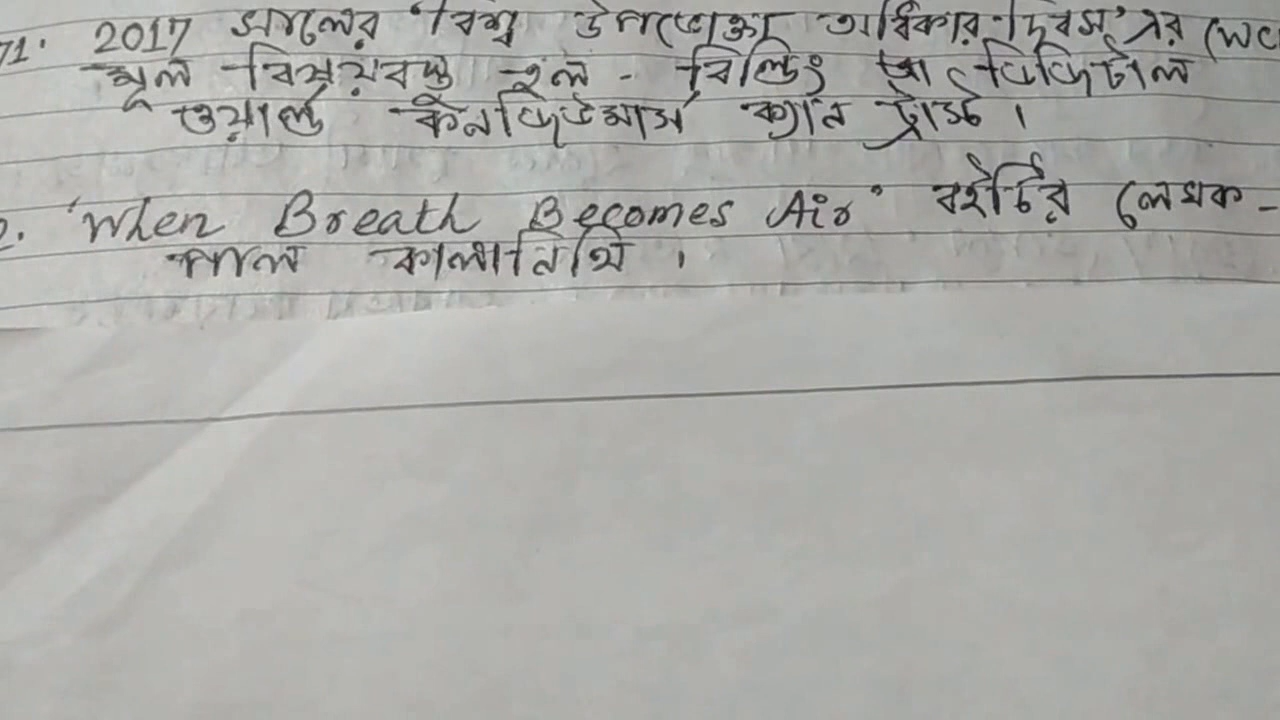 71. 2017 সালের 'বিশ্ব উপভোক্তা অধিকার দিবস' এর (WC
মূল বিষয়বস্তু হল - বিল্ডিং আ ডিজিটাল
ওয়ার্ল্ড কনজিউমার্স ক্যান ট্রাস্ট।
2. 'When Breath Becomes Air' বইটির লেখক -
পাল কালানিথি।